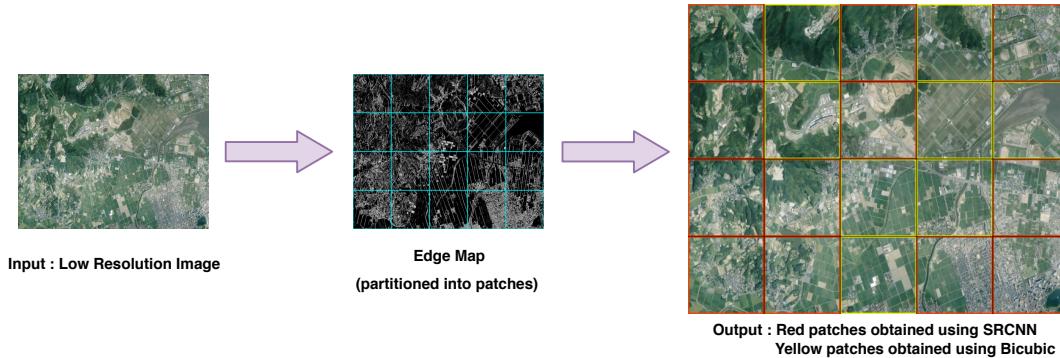 Input : Low Resolution Image
Edge Map
(partitioned into patches)
Output : Red patches obtained using SRCNN
Yellow patches obtained using Bicubic